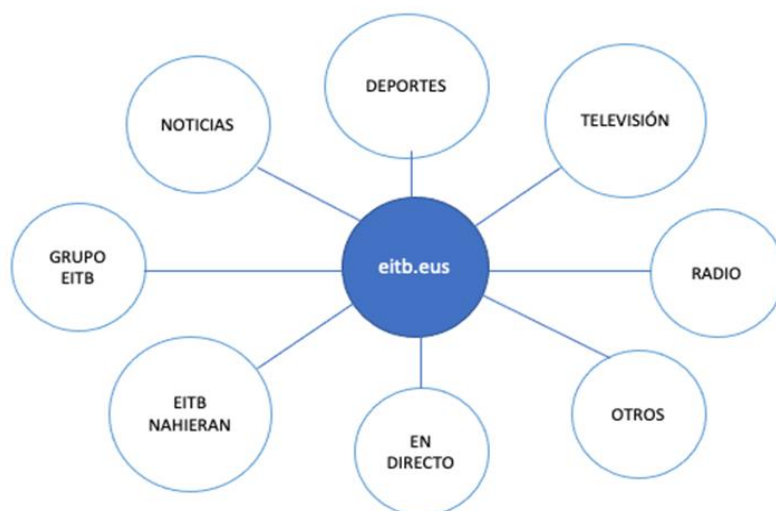 DEPORTES
NOTICIAS
TELEVISIÓN
GRUPO
EITB
eitb.eus
RADIO
EITB
NAHIERAN
EN
DIRECTO
OTROS